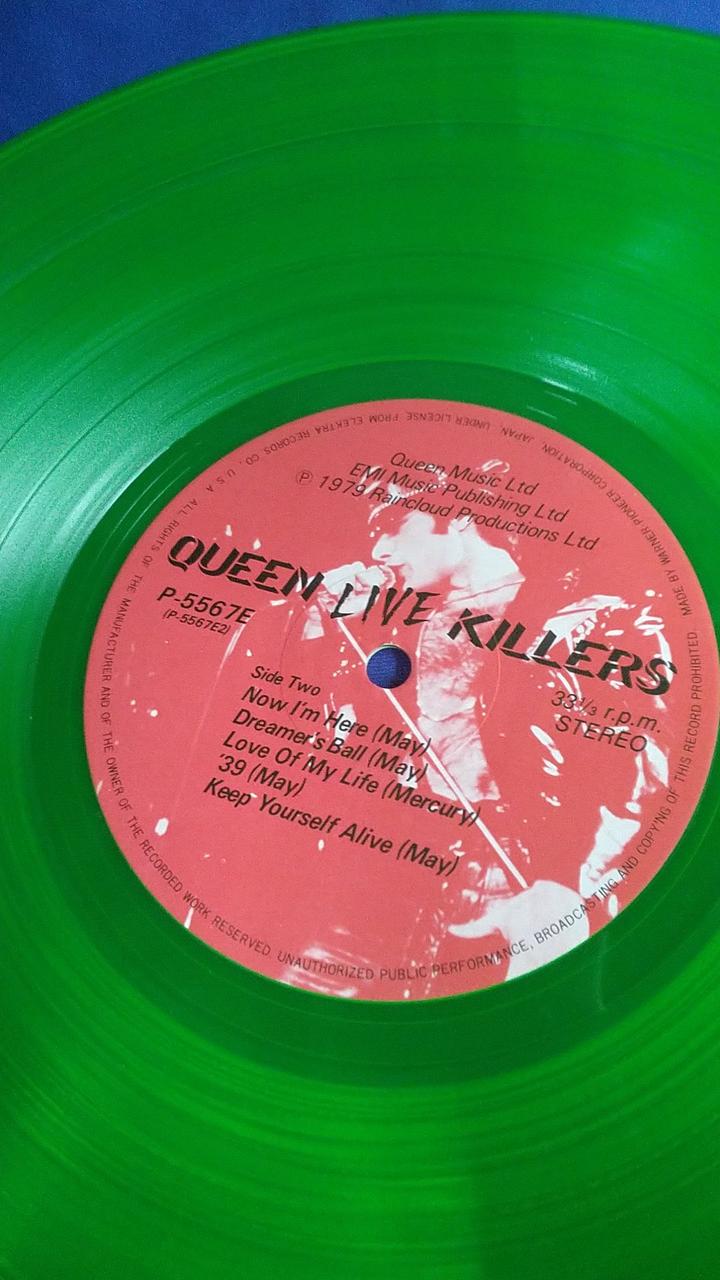 Queen Music Ltd
EMI Music Publishing Ltd
℗ 1979 Raincloud Productions Ltd
QUEEN LIVE KILLERS
P-5567E
(P-5567E2)
33 1/3 r.p.m.
STEREO
Side Two
Now I'm Here (May)
Dreamer's Ball (May)
Love Of My Life (Mercury)
'39 (May)
Keep Yourself Alive (May)
MADE BY WARNER-PIONEER CORPORATION, JAPAN, UNDER LICENSE FROM ELEKTRA RECORDS CO., U.S.A. ALL RIGHTS OF THE MANUFACTURER AND OF THE OWNER OF THE RECORDED WORK RESERVED. UNAUTHORIZED PUBLIC PERFORMANCE, BROADCASTING AND COPYING OF THIS RECORD PROHIBITED.